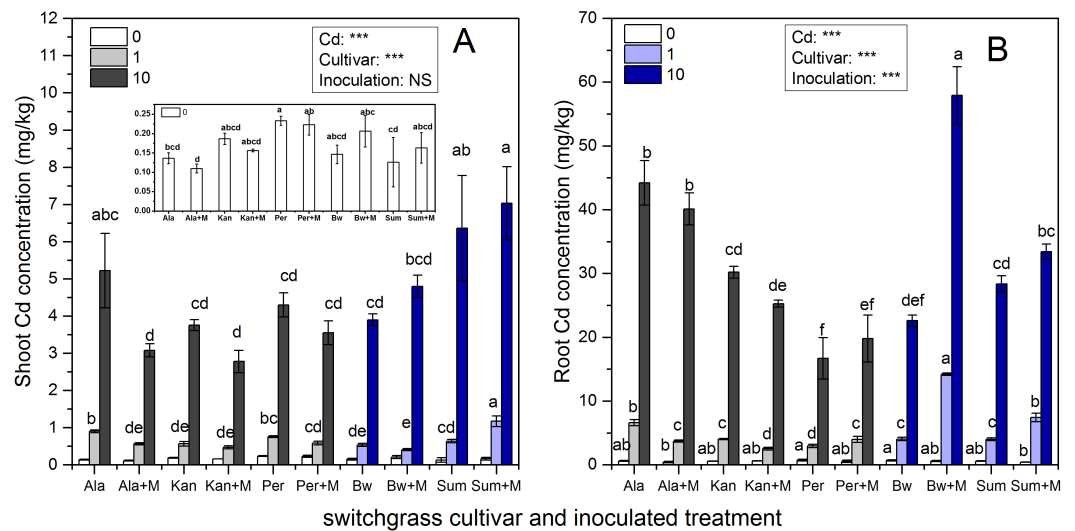 12
11
10
9
8
7
6
5
4
3
2
1
0
Shoot Cd concentration (mg/kg)
0
1
10
Cd: ***
Cultivar: ***
Inoculation: NS
A
0.25
0.20
0.15
0.10
0.05
0.00
0
bcd d abcd abcd a ab abcd abc cd abcd
Ala Ala+M Kan Kan+M Per Per+M Bw Bw+M Sum Sum+M
abc d cd cd cd cd cd bcd ab a
b de de de bc cd de e cd a
Ala Ala+M Kan Kan+M Per Per+M Bw Bw+M Sum Sum+M
70
60
50
40
30
20
10
0
Root Cd concentration (mg/kg)
0
1
10
Cd: ***
Cultivar: ***
Inoculation: ***
B
b b cd de f ef def a cd bc
b c c d d c c a c b
ab ab ab ab a ab a ab ab b
Ala Ala+M Kan Kan+M Per Per+M Bw Bw+M Sum Sum+M
switchgrass cultivar and inoculated treatment